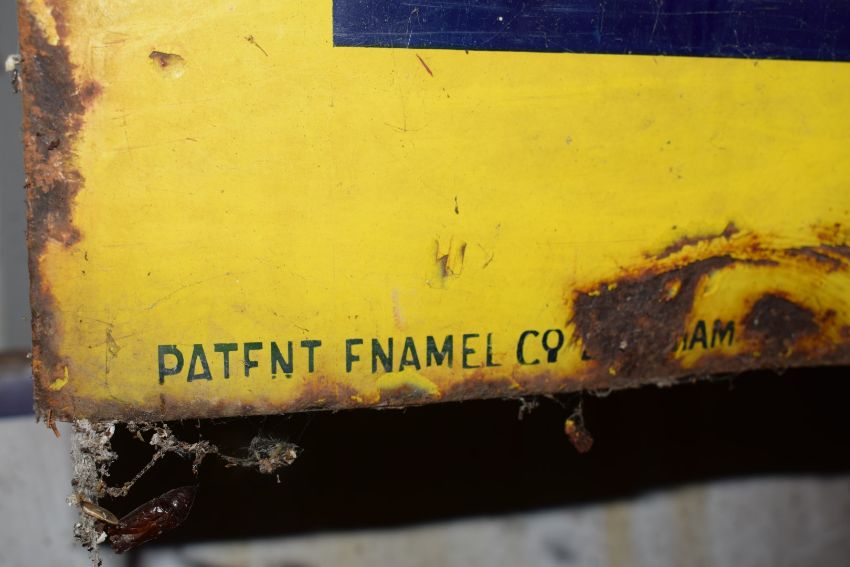 PATENT ENAMEL Co